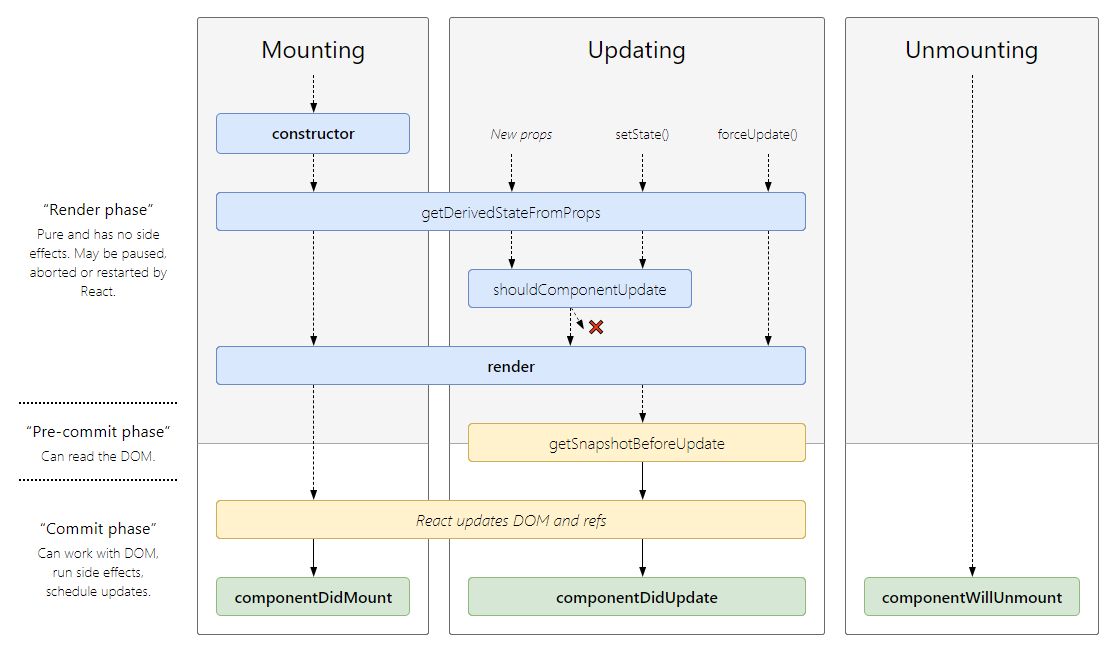 Mounting
Updating
Unmounting
constructor
New props
setState()
forceUpdate()
“Render phase”
Pure and has no side
effects. May be paused,
aborted or restarted by
React.
getDerivedStateFromProps
shouldComponentUpdate
render
“Pre-commit phase”
Can read the DOM.
getSnapshotBeforeUpdate
“Commit phase”
Can work with DOM,
run side effects,
schedule updates.
React updates DOM and refs
componentDidMount
componentDidUpdate
componentWillUnmount